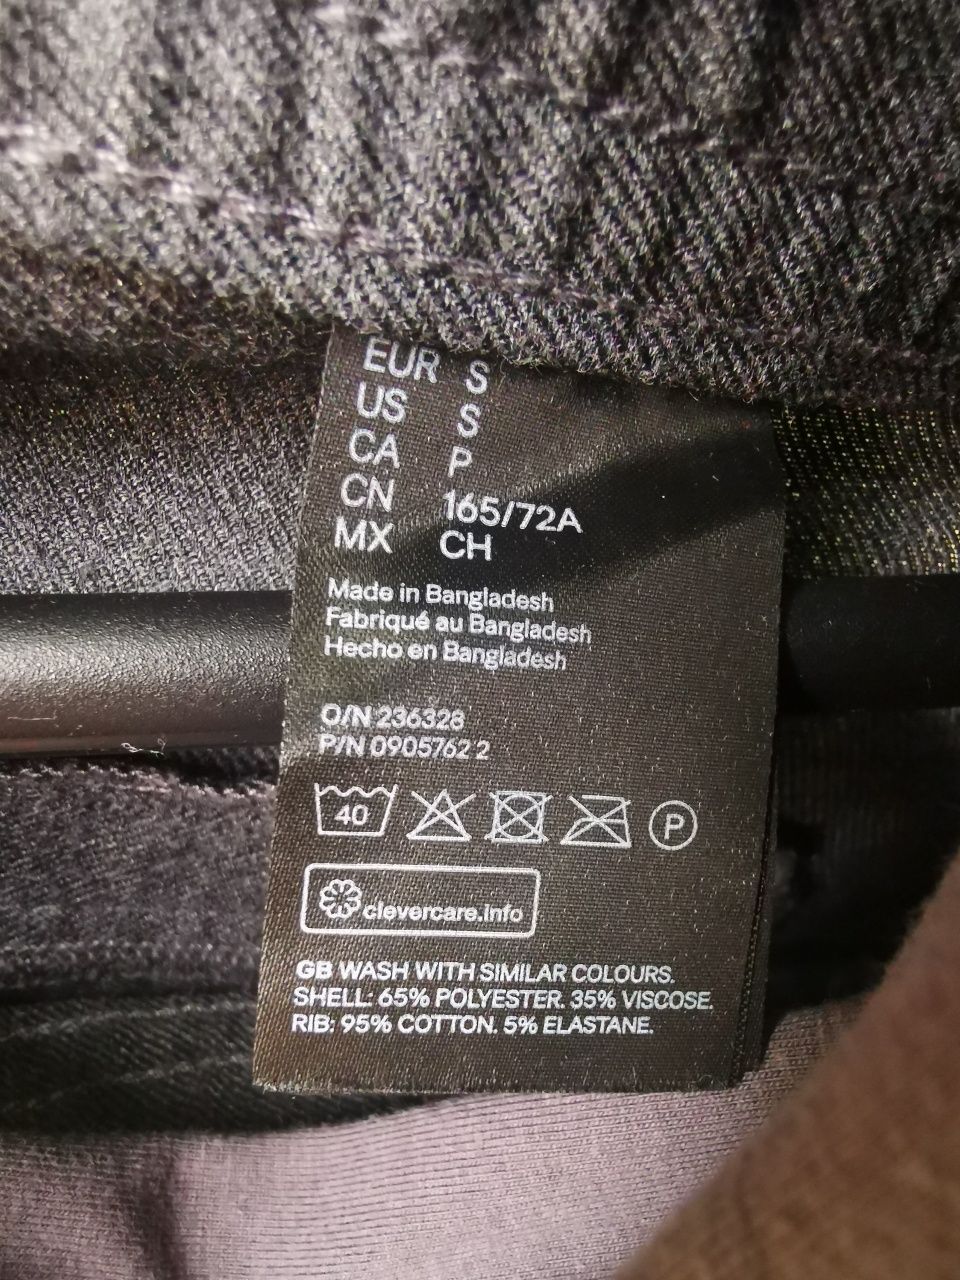 EUR S
US S
CA P
CN 165/72A
MX CH
Made in Bangladesh
Fabriqué au Bangladesh
Hecho en Bangladesh
O/N 236328
P/N 0905762 2
40
P
clevercare.info
GB WASH WITH SIMILAR COLOURS.
SHELL: 65% POLYESTER. 35% VISCOSE.
RIB: 95% COTTON. 5% ELASTANE.